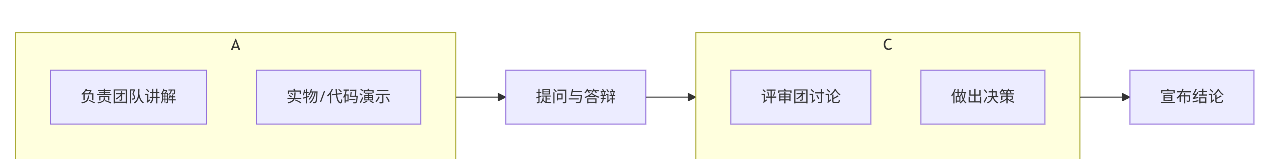 A
负责团队讲解
实物/代码演示
提问与答辩
C
评审团讨论
做出决策
宣布结论